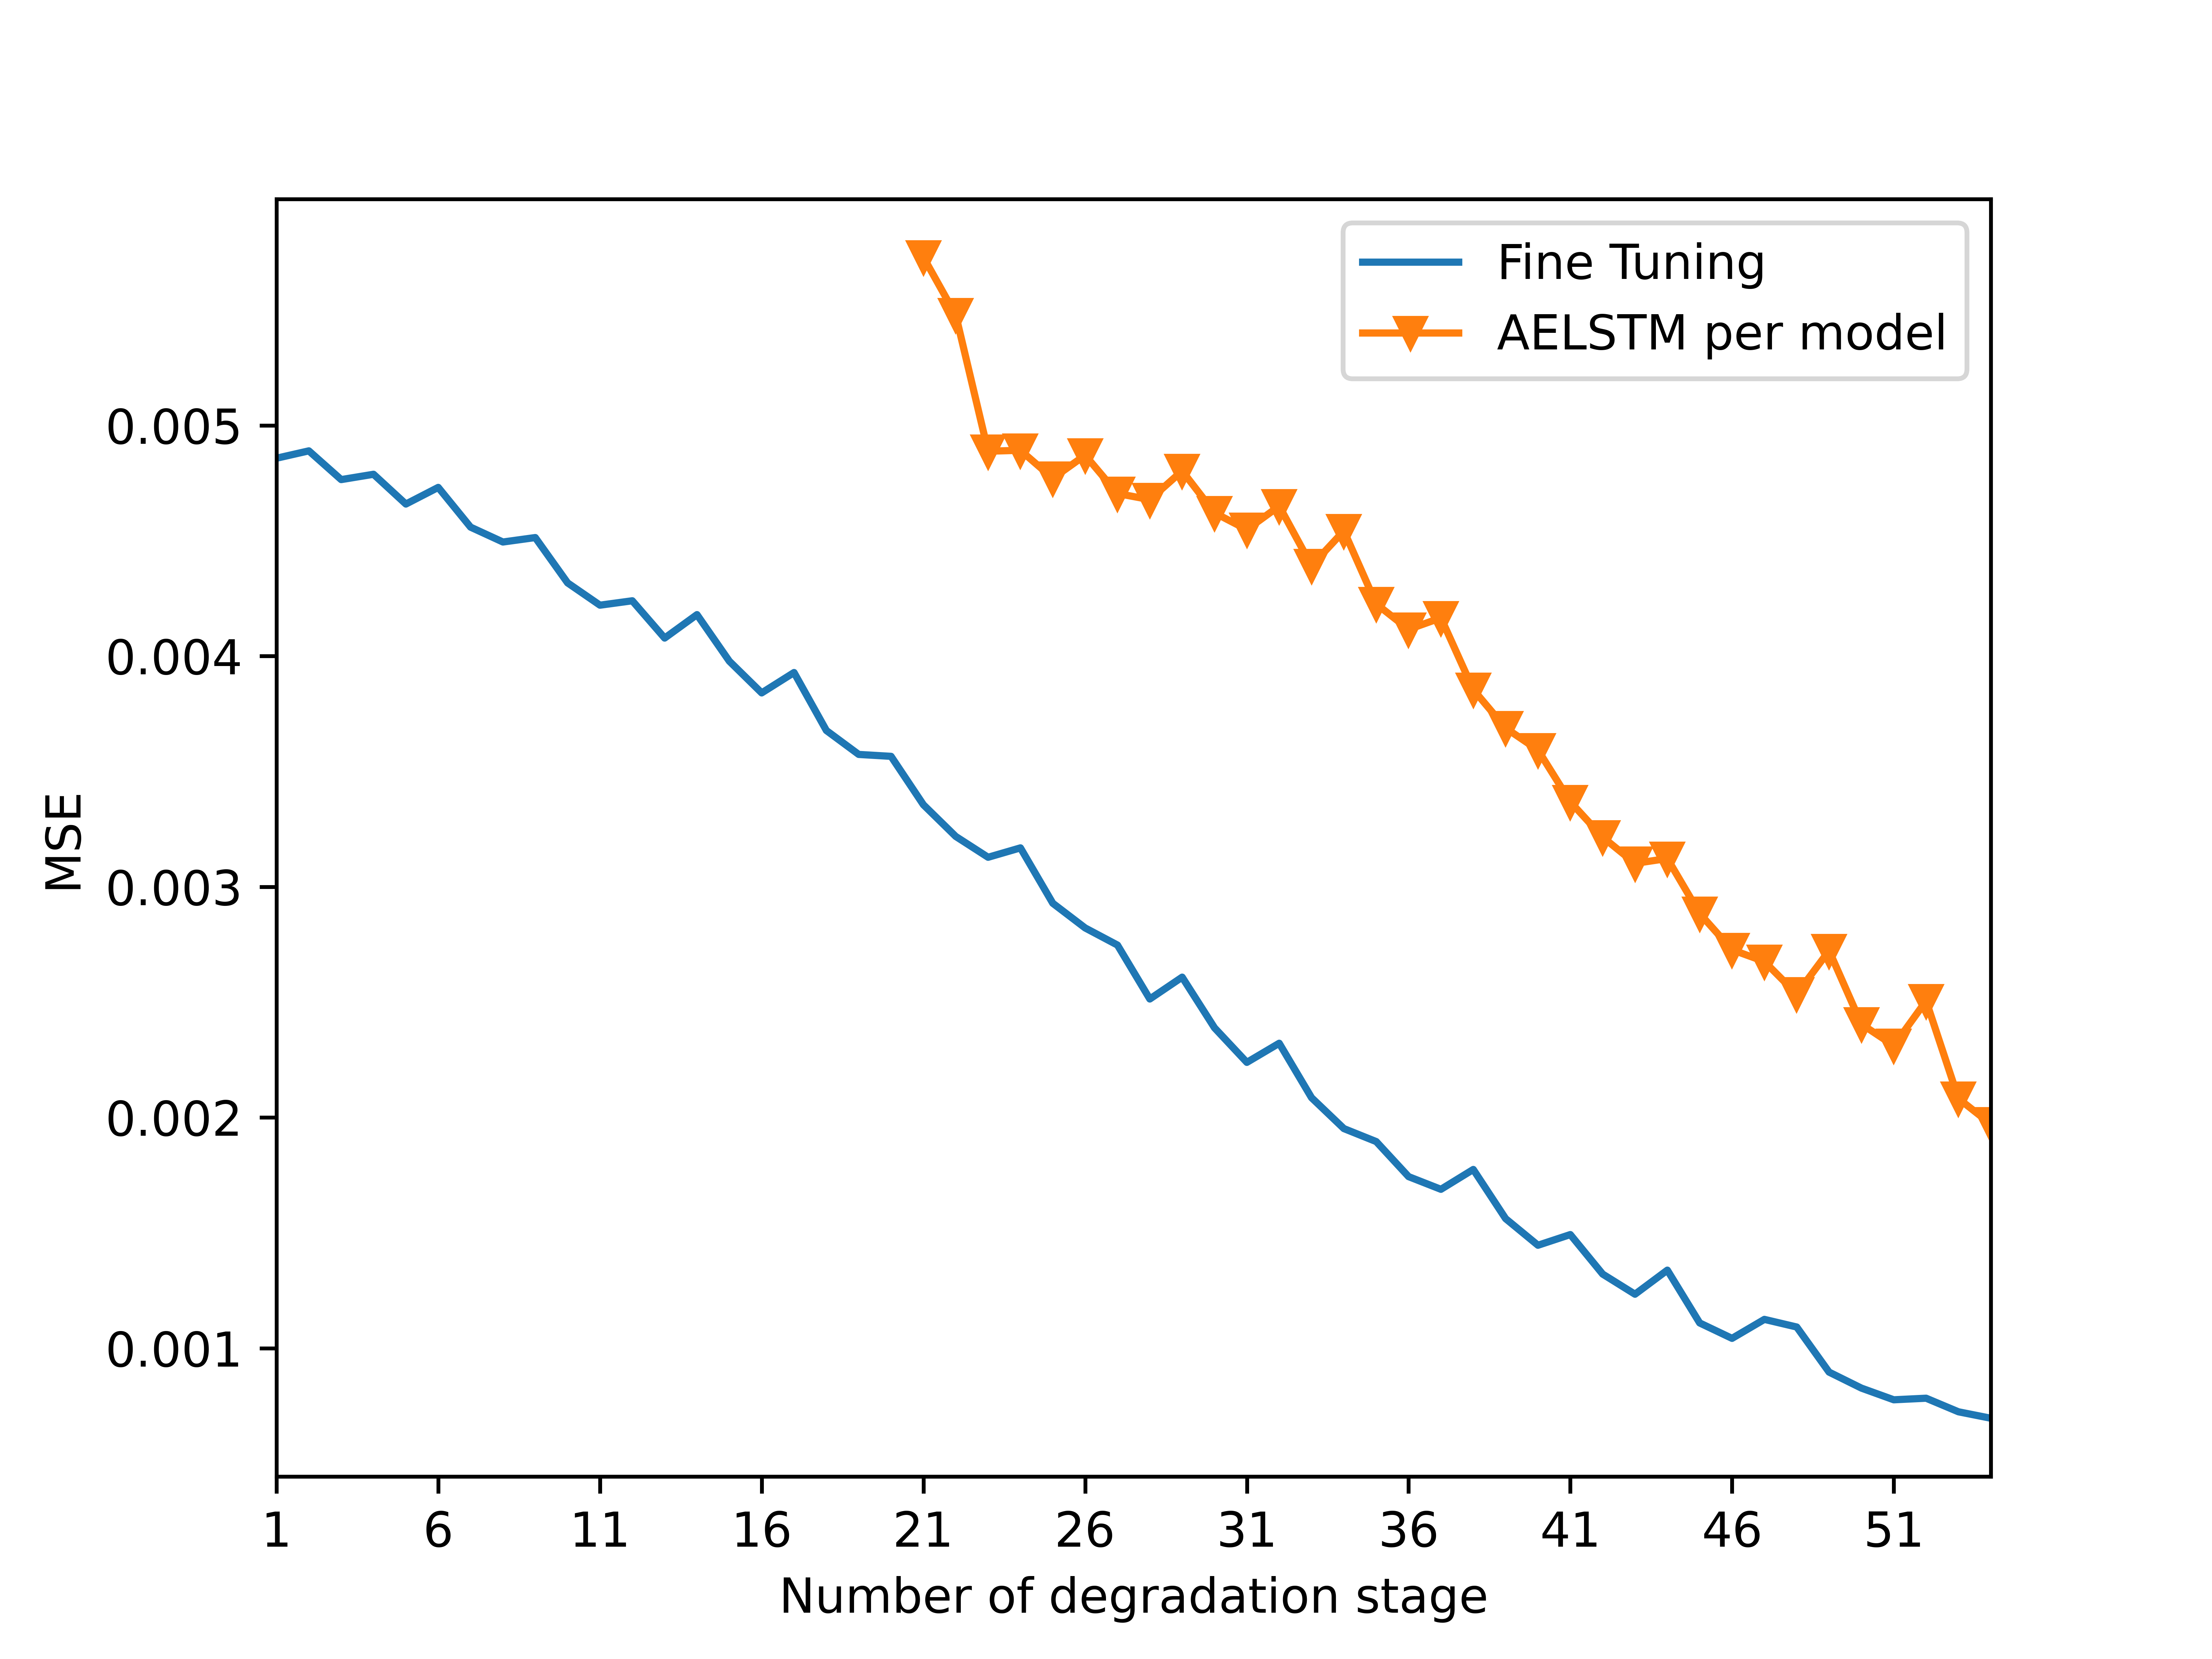 Fine Tuning
AELSTM per model
0.005
0.004
0.003
0.002
0.001
MSE
1 6 11 16 21 26 31 36 41 46 51
Number of degradation stage